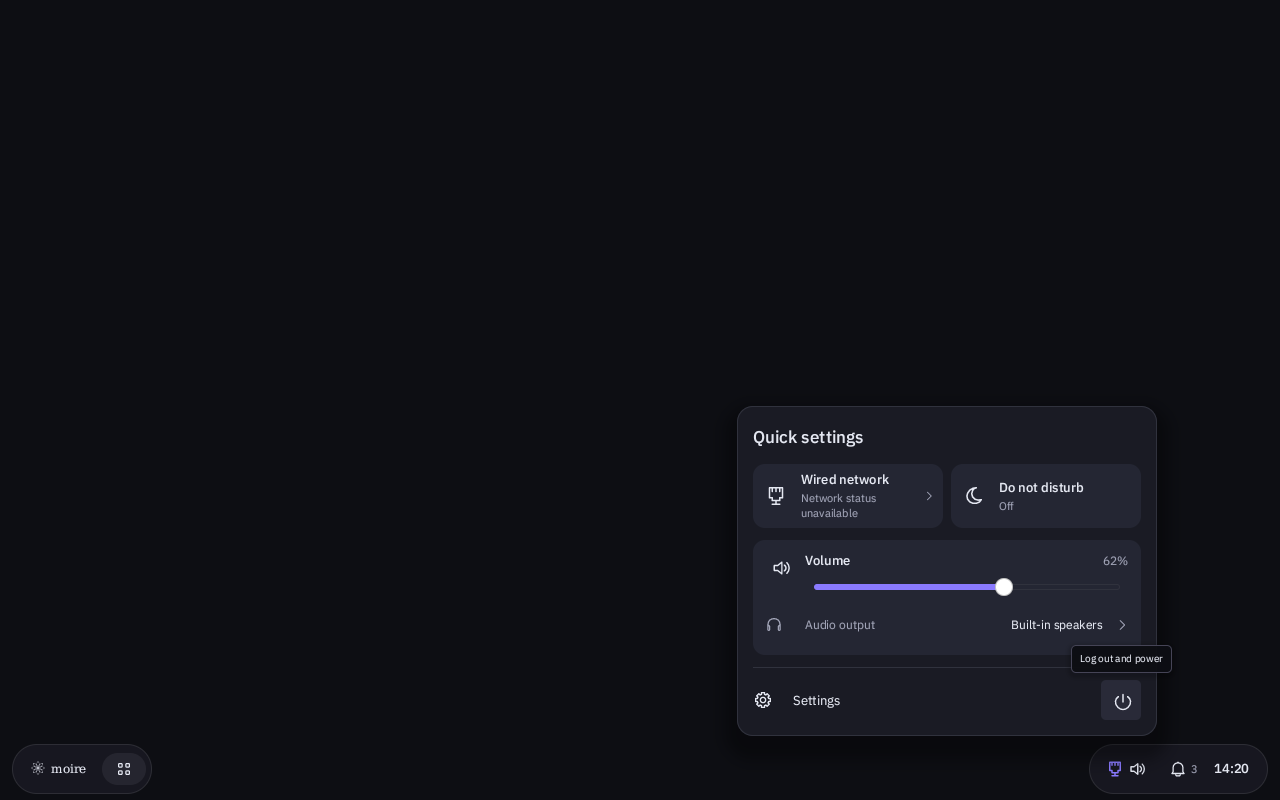 Quick settings
Wired network
Network status
unavailable
Do not disturb
Off
Volume
62%
Audio output
Built-in speakers
Log out and power
Settings
moire
3
14:20